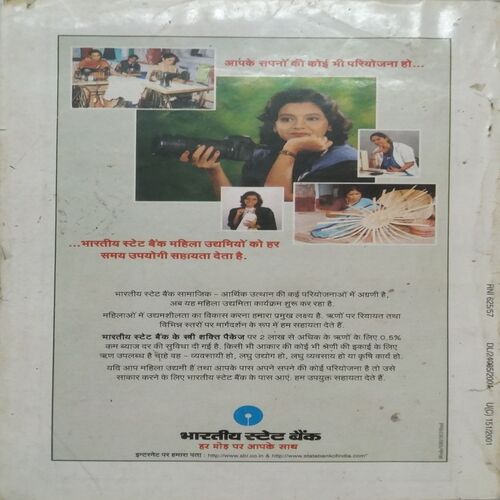 आपके सपनों की कोई भी परियोजना हो...
...भारतीय स्टेट बैंक महिला उद्यमियों को हर
समय उपयोगी सहायता देता है.
भारतीय स्टेट बैंक सामाजिक – आर्थिक उत्थान की कई परियोजनाओं में अग्रणी है,
अब यह महिला उद्यमिता कार्यक्रम शुरू कर रहा है.
महिलाओं में उद्यमशीलता का विकास करना हमारा प्रमुख लक्ष्य है. ऋणों पर रियायत तथा
विभिन्न स्तरों पर मार्गदर्शन के रूप में हम सहायता देते हैं.
भारतीय स्टेट बैंक के स्त्री शक्ति पैकेज पर 2 लाख से अधिक के ऋणों के लिए 0.5%
कम ब्याज दर की सुविधा दी गई है. किसी भी आकार की कोई भी श्रेणी की इकाई के लिए
ऋण उपलब्ध है चाहे वह – व्यवसायी हो, लघु उद्योग हो, लघु व्यवसाय हो या कृषि कार्य हो.
यदि आप महिला उद्यमी हैं तथा आपके पास अपने सपने की कोई परियोजना है तो उसे
साकार करने के लिए भारतीय स्टेट बैंक के पास आएं. हम उपयुक्त सहायता देते हैं.
भारतीय स्टेट बैंक
हर मोड़ पर आपके साथ
इन्टरनेट पर हमारा पता : http://www.sbi.co.in & http://www.statebankofindia.com
RNI 625/57